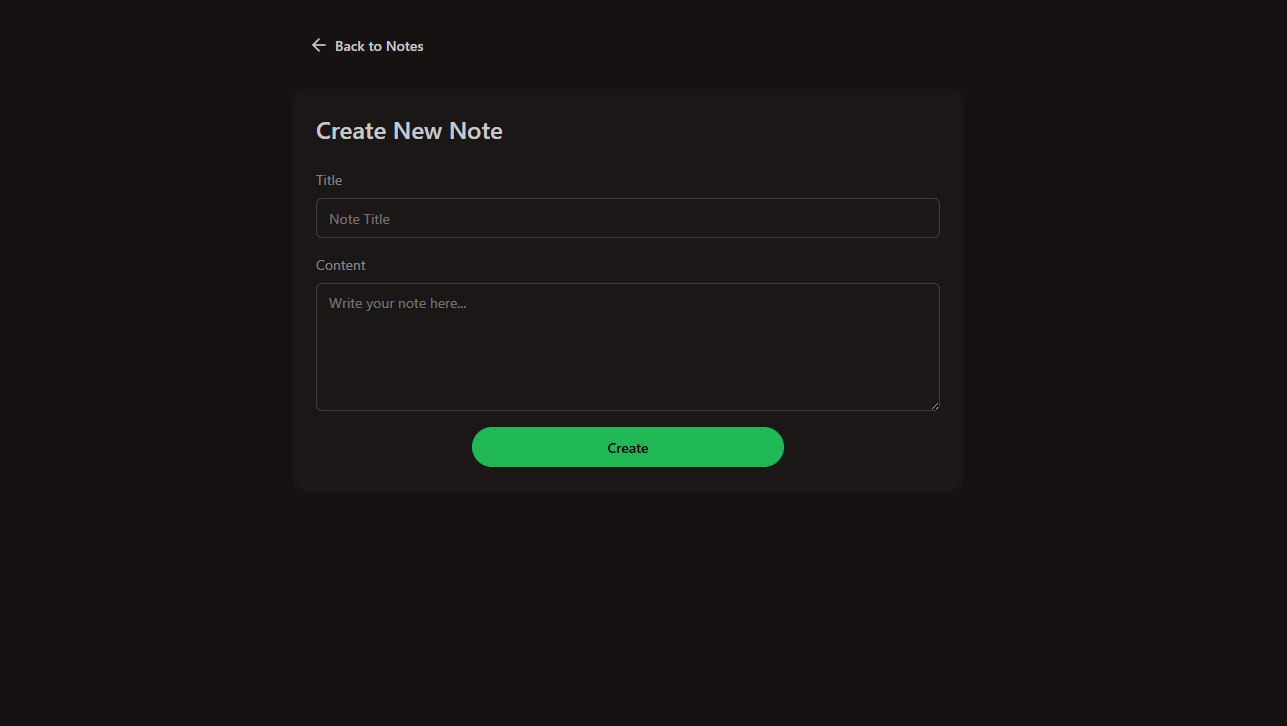 Back to Notes
Create New Note
Title
Note Title
Content
Write your note here...
Create